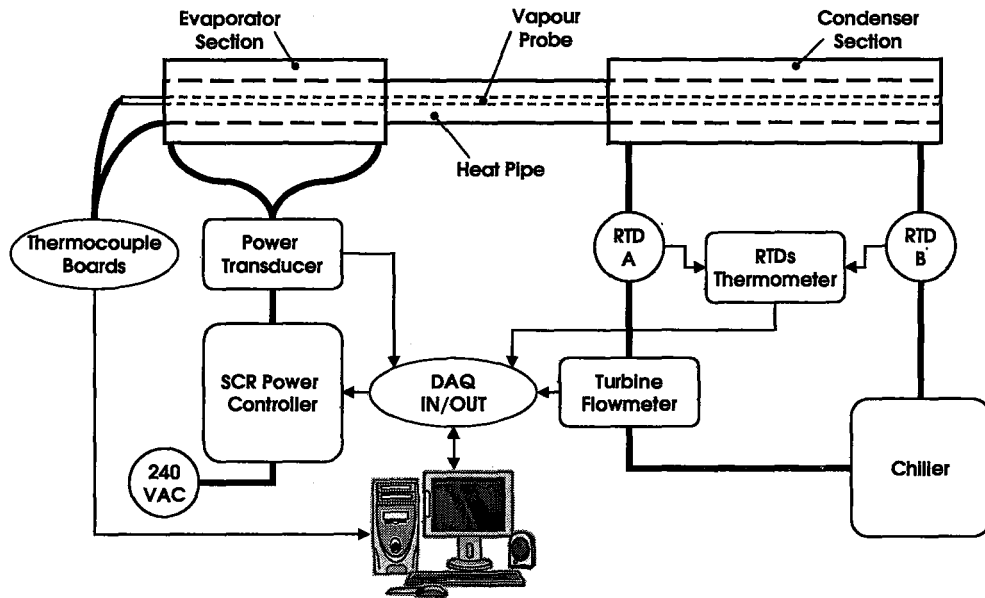 Evaporator
Section
Vapour
Probe
Condenser
Section
Heat Pipe
Thermocouple
Boards
Power
Transducer
RTD
A
RTDs
Thermometer
RTD
B
SCR Power
Controller
DAQ
IN/OUT
Turbine
Flowmeter
Chiller
240
VAC